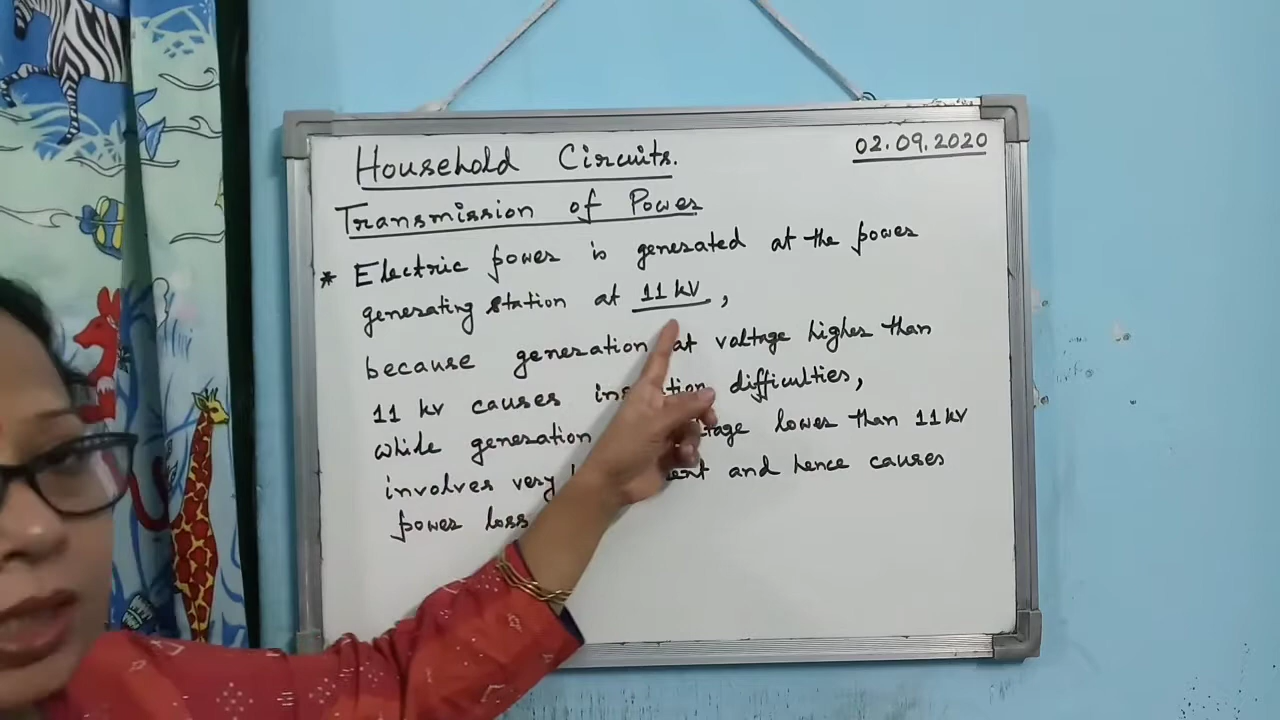 Household Circuits.
02.09.2020
Transmission of Power
* Electric power is generated at the power
generating station at 11 kV,
because generation at voltage higher than
11 kv causes difficulties,
while generation lower than 11 kV
involves very and hence causes
power loss